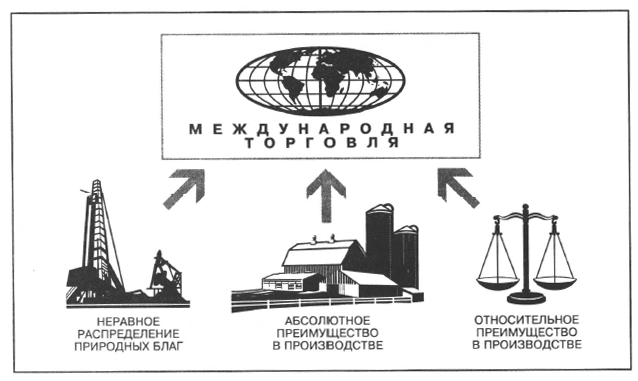 МЕЖДУНАРОДНАЯ
ТОРГОВЛЯ
НЕРАВНОЕ
РАСПРЕДЕЛЕНИЕ
ПРИРОДНЫХ БЛАГ
АБСОЛЮТНОЕ
ПРЕИМУЩЕСТВО
В ПРОИЗВОДСТВЕ
ОТНОСИТЕЛЬНОЕ
ПРЕИМУЩЕСТВО
В ПРОИЗВОДСТВЕ